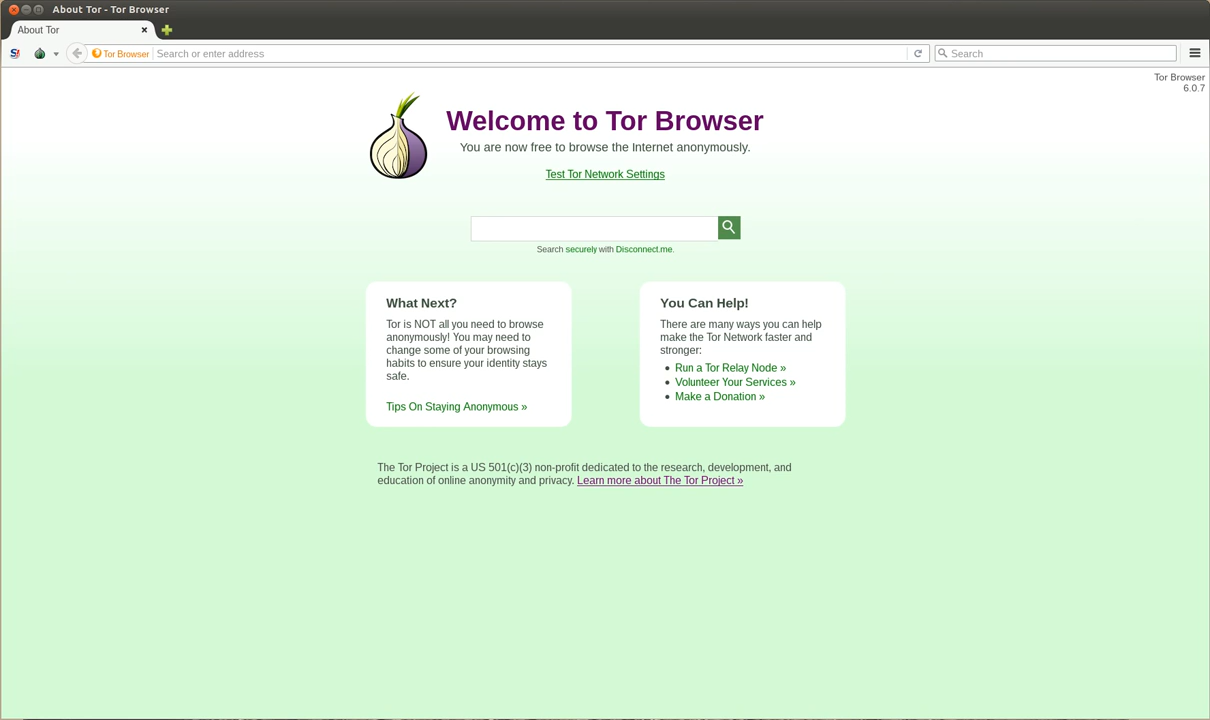 About Tor - Tor Browser
About Tor
Tor Browser
Search or enter address
Search
Tor Browser
6.0.7
Welcome to Tor Browser
You are now free to browse the Internet anonymously.
Test Tor Network Settings
Search securely with Disconnect.me.
What Next?
Tor is NOT all you need to browse
anonymously! You may need to
change some of your browsing
habits to ensure your identity stays
safe.
Tips On Staying Anonymous »
You Can Help!
There are many ways you can help
make the Tor Network faster and
stronger:
Run a Tor Relay Node »
Volunteer Your Services »
Make a Donation »
The Tor Project is a US 501(c)(3) non-profit dedicated to the research, development, and
education of online anonymity and privacy. Learn more about The Tor Project »